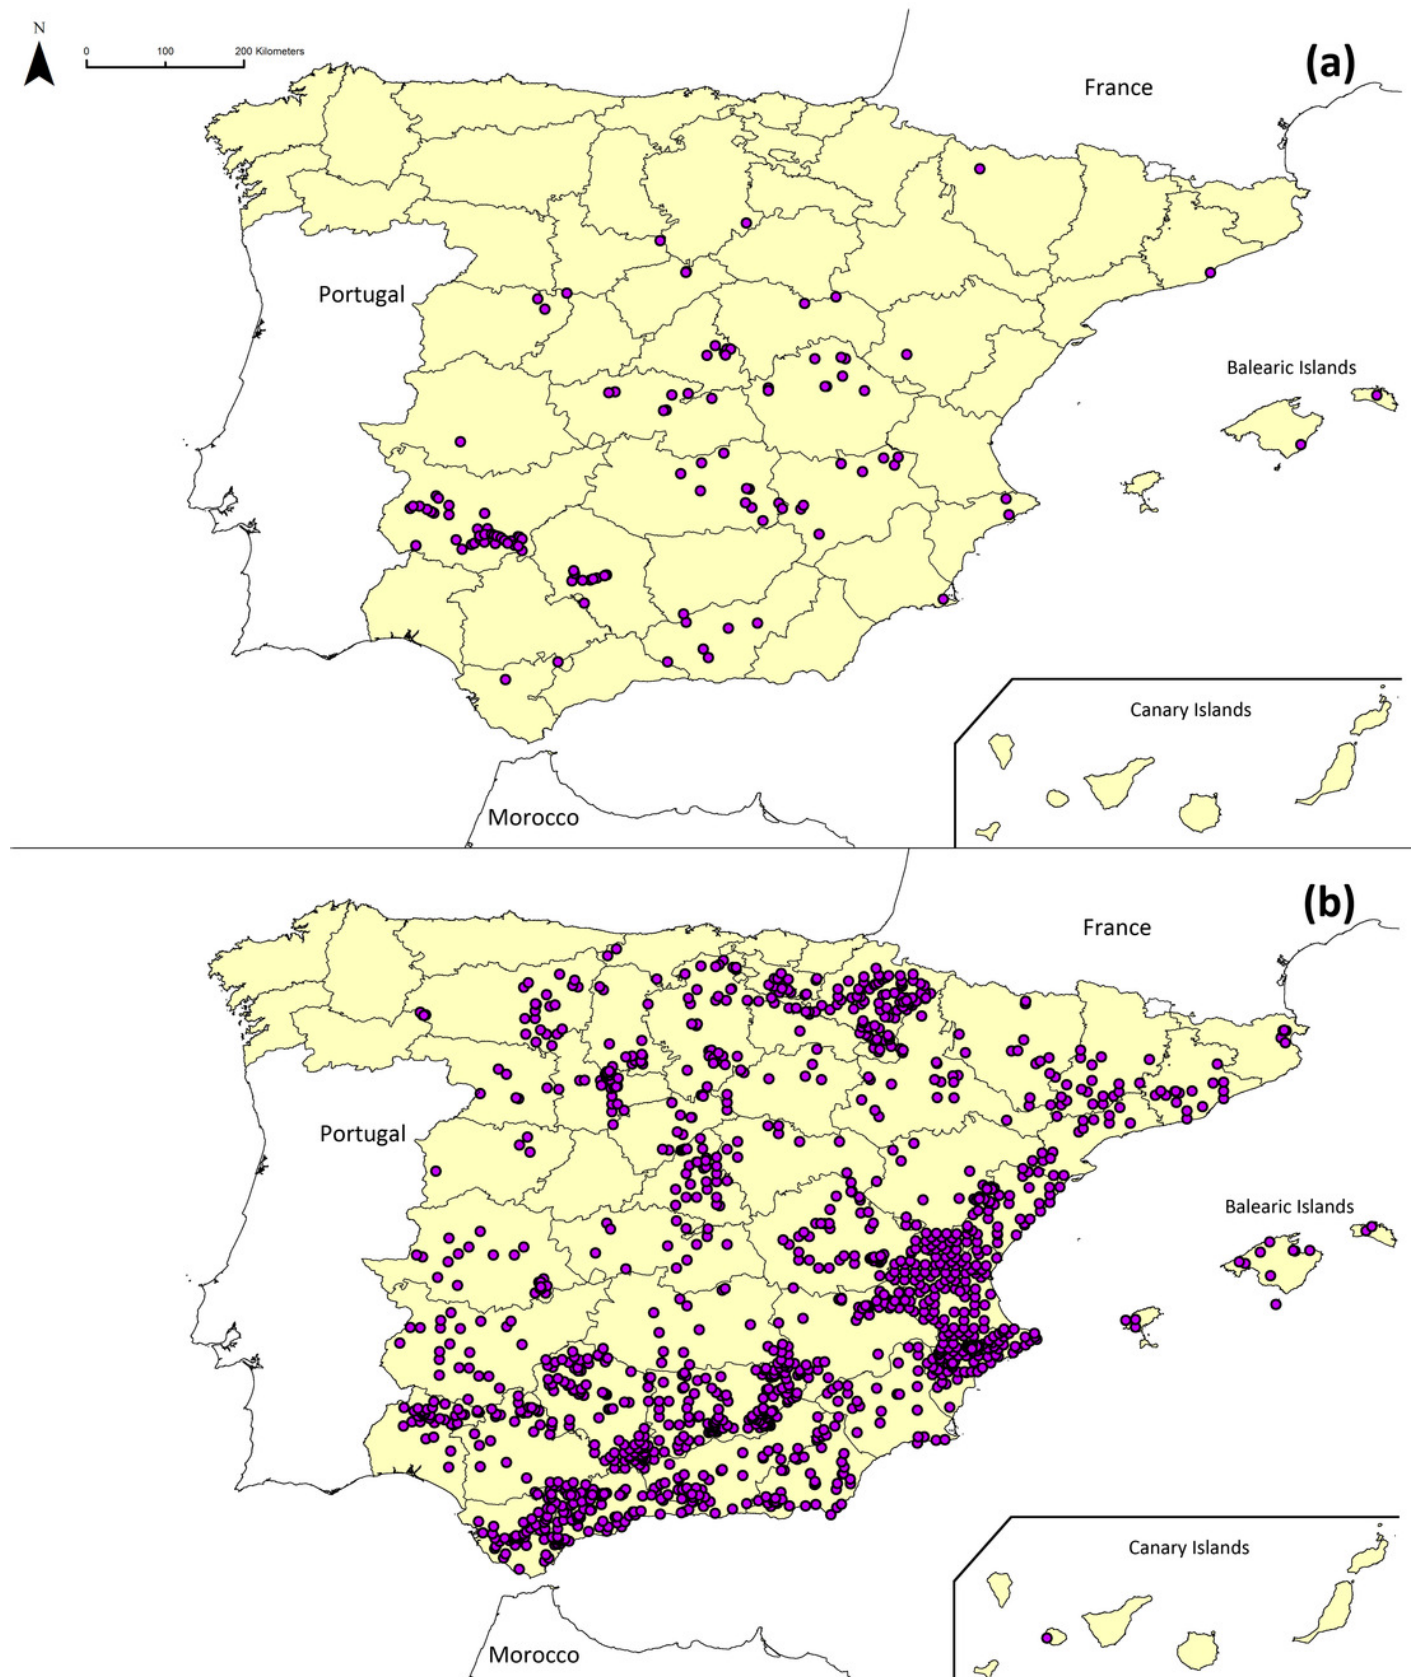 N
0 100 200 Kilometers
(a)
France
Portugal
Balearic Islands
Canary Islands
Morocco
(b)
France
Portugal
Balearic Islands
Canary Islands
Morocco